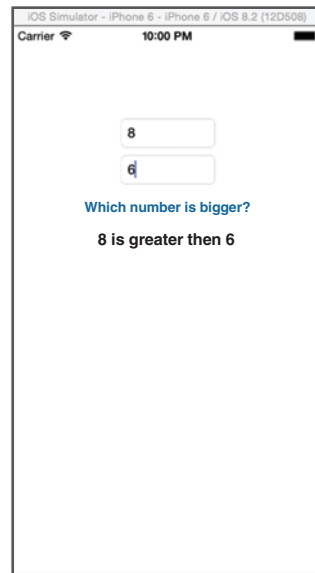 iOS Simulator - iPhone 6 - iPhone 6 / iOS 8.2 (12D508)
Carrier 10:00 PM
8
6
Which number is bigger?
8 is greater then 6